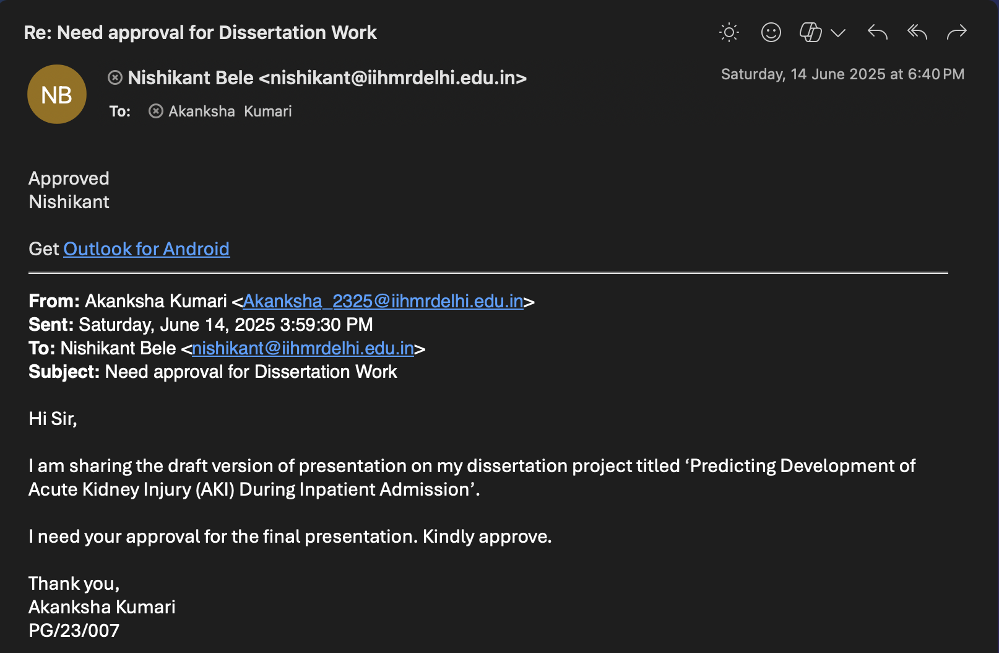 Re: Need approval for Dissertation Work
NB
Nishikant Bele <nishikant@iihmrdelhi.edu.in>
Saturday, 14 June 2025 at 6:40 PM
To: Akanksha Kumari
Approved
Nishikant
Get Outlook for Android
From: Akanksha Kumari <Akanksha_2325@iihmrdelhi.edu.in>
Sent: Saturday, June 14, 2025 3:59:30 PM
To: Nishikant Bele <nishikant@iihmrdelhi.edu.in>
Subject: Need approval for Dissertation Work
Hi Sir,
I am sharing the draft version of presentation on my dissertation project titled ‘Predicting Development of
Acute Kidney Injury (AKI) During Inpatient Admission’.
I need your approval for the final presentation. Kindly approve.
Thank you,
Akanksha Kumari
PG/23/007